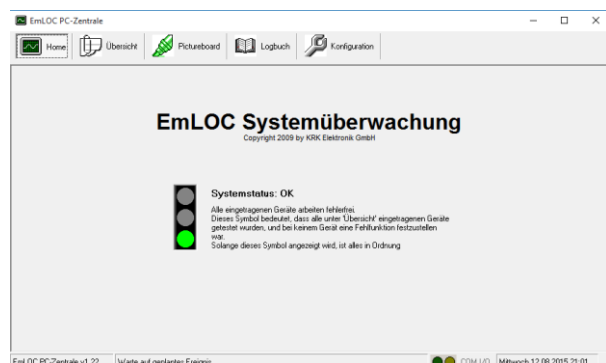 EmLOC PC-Zentrale
Home Übersicht Pictureboard Logbuch Konfiguration
EmLOC Systemüberwachung
Copyright 2009 by KRK Elektronik GmbH
Systemstatus: OK
Alle eingetragenen Geräte arbeiten fehlerfrei.
Dieses Symbol bedeutet, dass alle unter 'Übersicht' eingetragenen Geräte
getestet wurden, und bei keinem Gerät eine Fehlfunktion festzustellen
war.
Solange dieses Symbol angezeigt wird, ist alles in Ordnung
EmLOC PC-Zentrale v1.22 Warte auf geplantes Ereignis COM I/O Mittwoch 12.08.2015 21:01